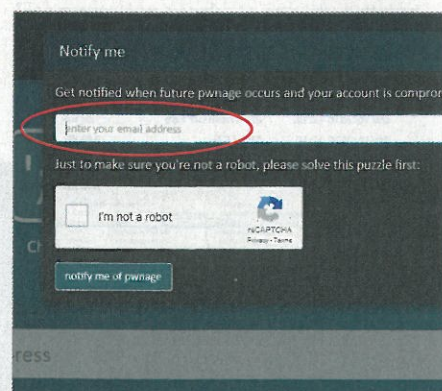 Notify me
Get notified when future pwnage occurs and your account is compro
enter your email address
Just to make sure you're not a robot, please solve this puzzle first:
I'm not a robot
reCAPTCHA
Privacy - Terms
notify me of pwnage
ress